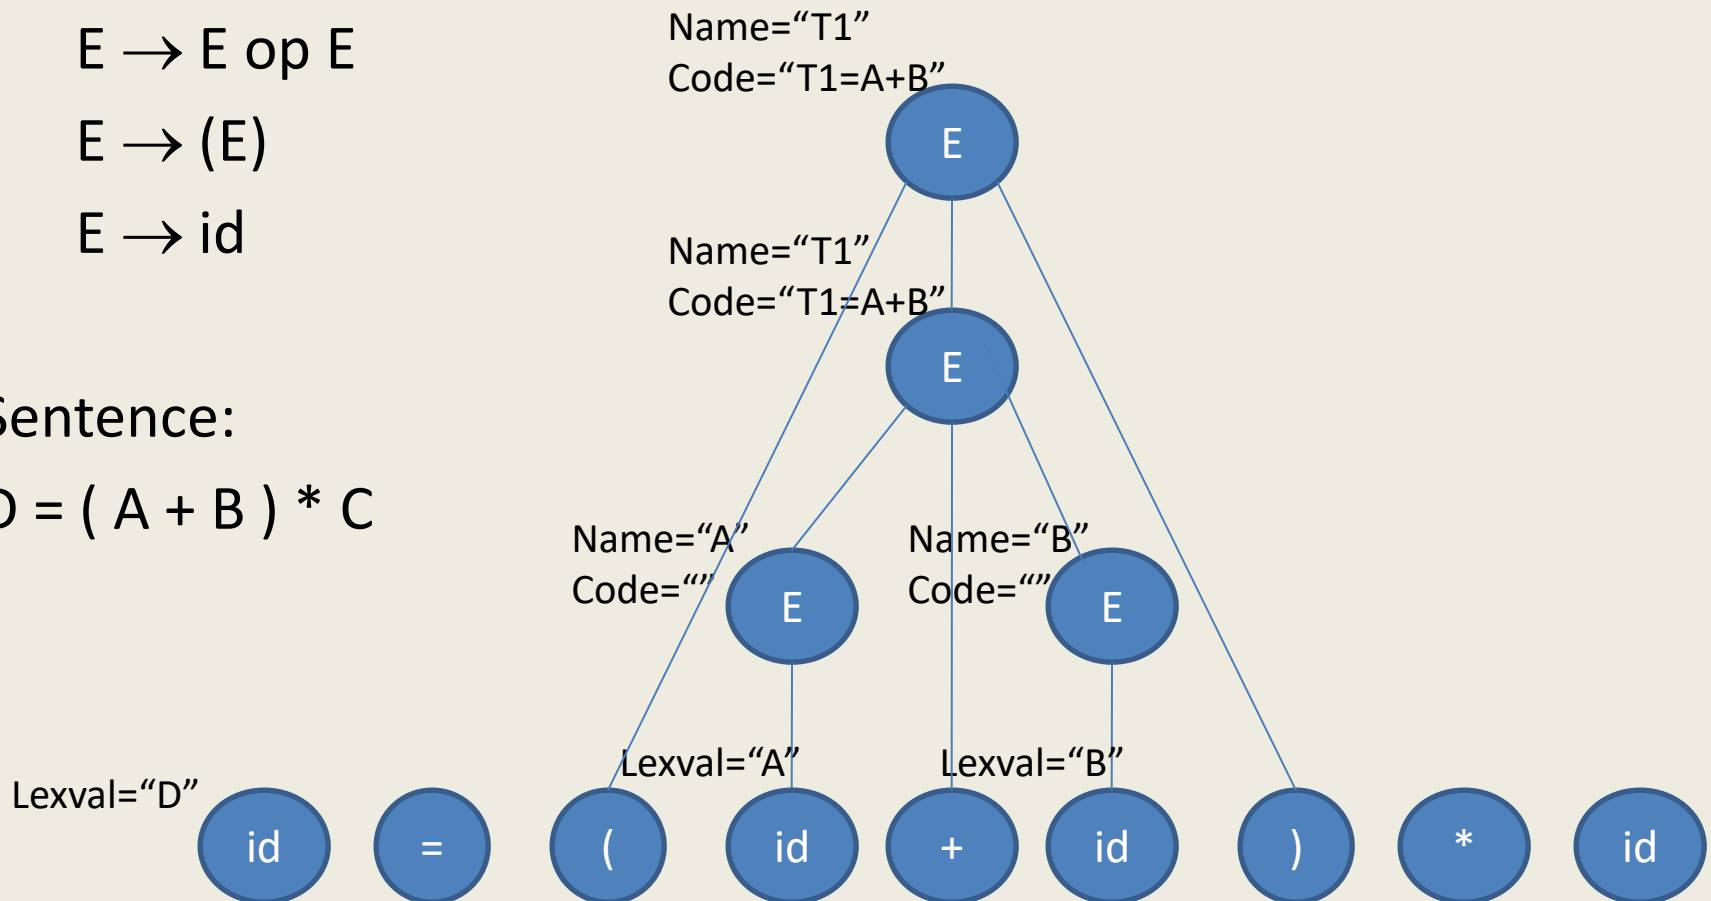 E → E op E
E → (E)
E → id
Sentence:
D = ( A + B ) * C
Name=“T1”
Code=“T1=A+B”
E
Name=“T1”
Code=“T1=A+B”
E
Name=“A”
Code=“”
E
Name=“B”
Code=“”
E
Lexval=“D”
Lexval=“A”
Lexval=“B”
id = ( id + id ) * id